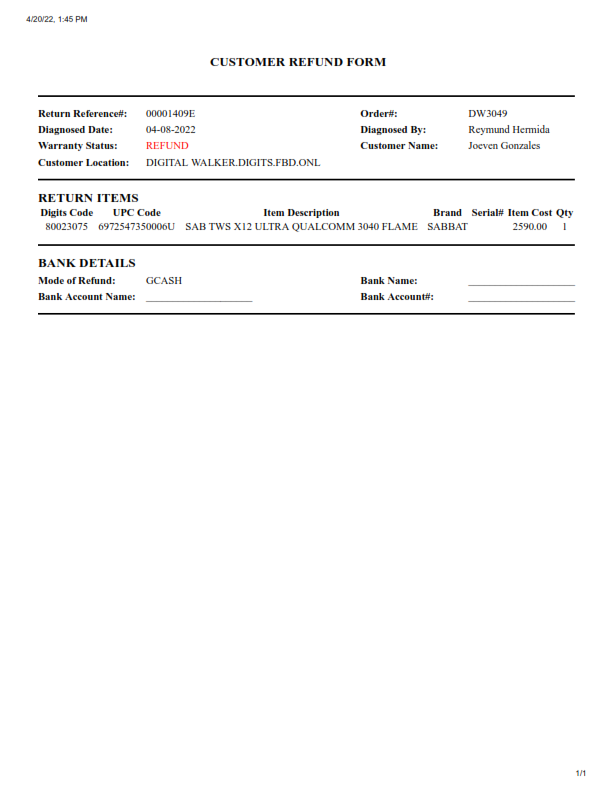 4/20/22, 1:45 PM
CUSTOMER REFUND FORM
Return Reference#: 00001409E Order#: DW3049
Diagnosed Date: 04-08-2022 Diagnosed By: Reymund Hermida
Warranty Status: REFUND Customer Name: Joeven Gonzales
Customer Location: DIGITAL WALKER.DIGITS.FBD.ONL
RETURN ITEMS
Digits Code UPC Code Item Description Brand Serial# Item Cost Qty
80023075 6972547350006U SAB TWS X12 ULTRA QUALCOMM 3040 FLAME SABBAT 2590.00 1
BANK DETAILS
Mode of Refund: GCASH Bank Name: ____________________
Bank Account Name: ____________________ Bank Account#: ____________________
1/1